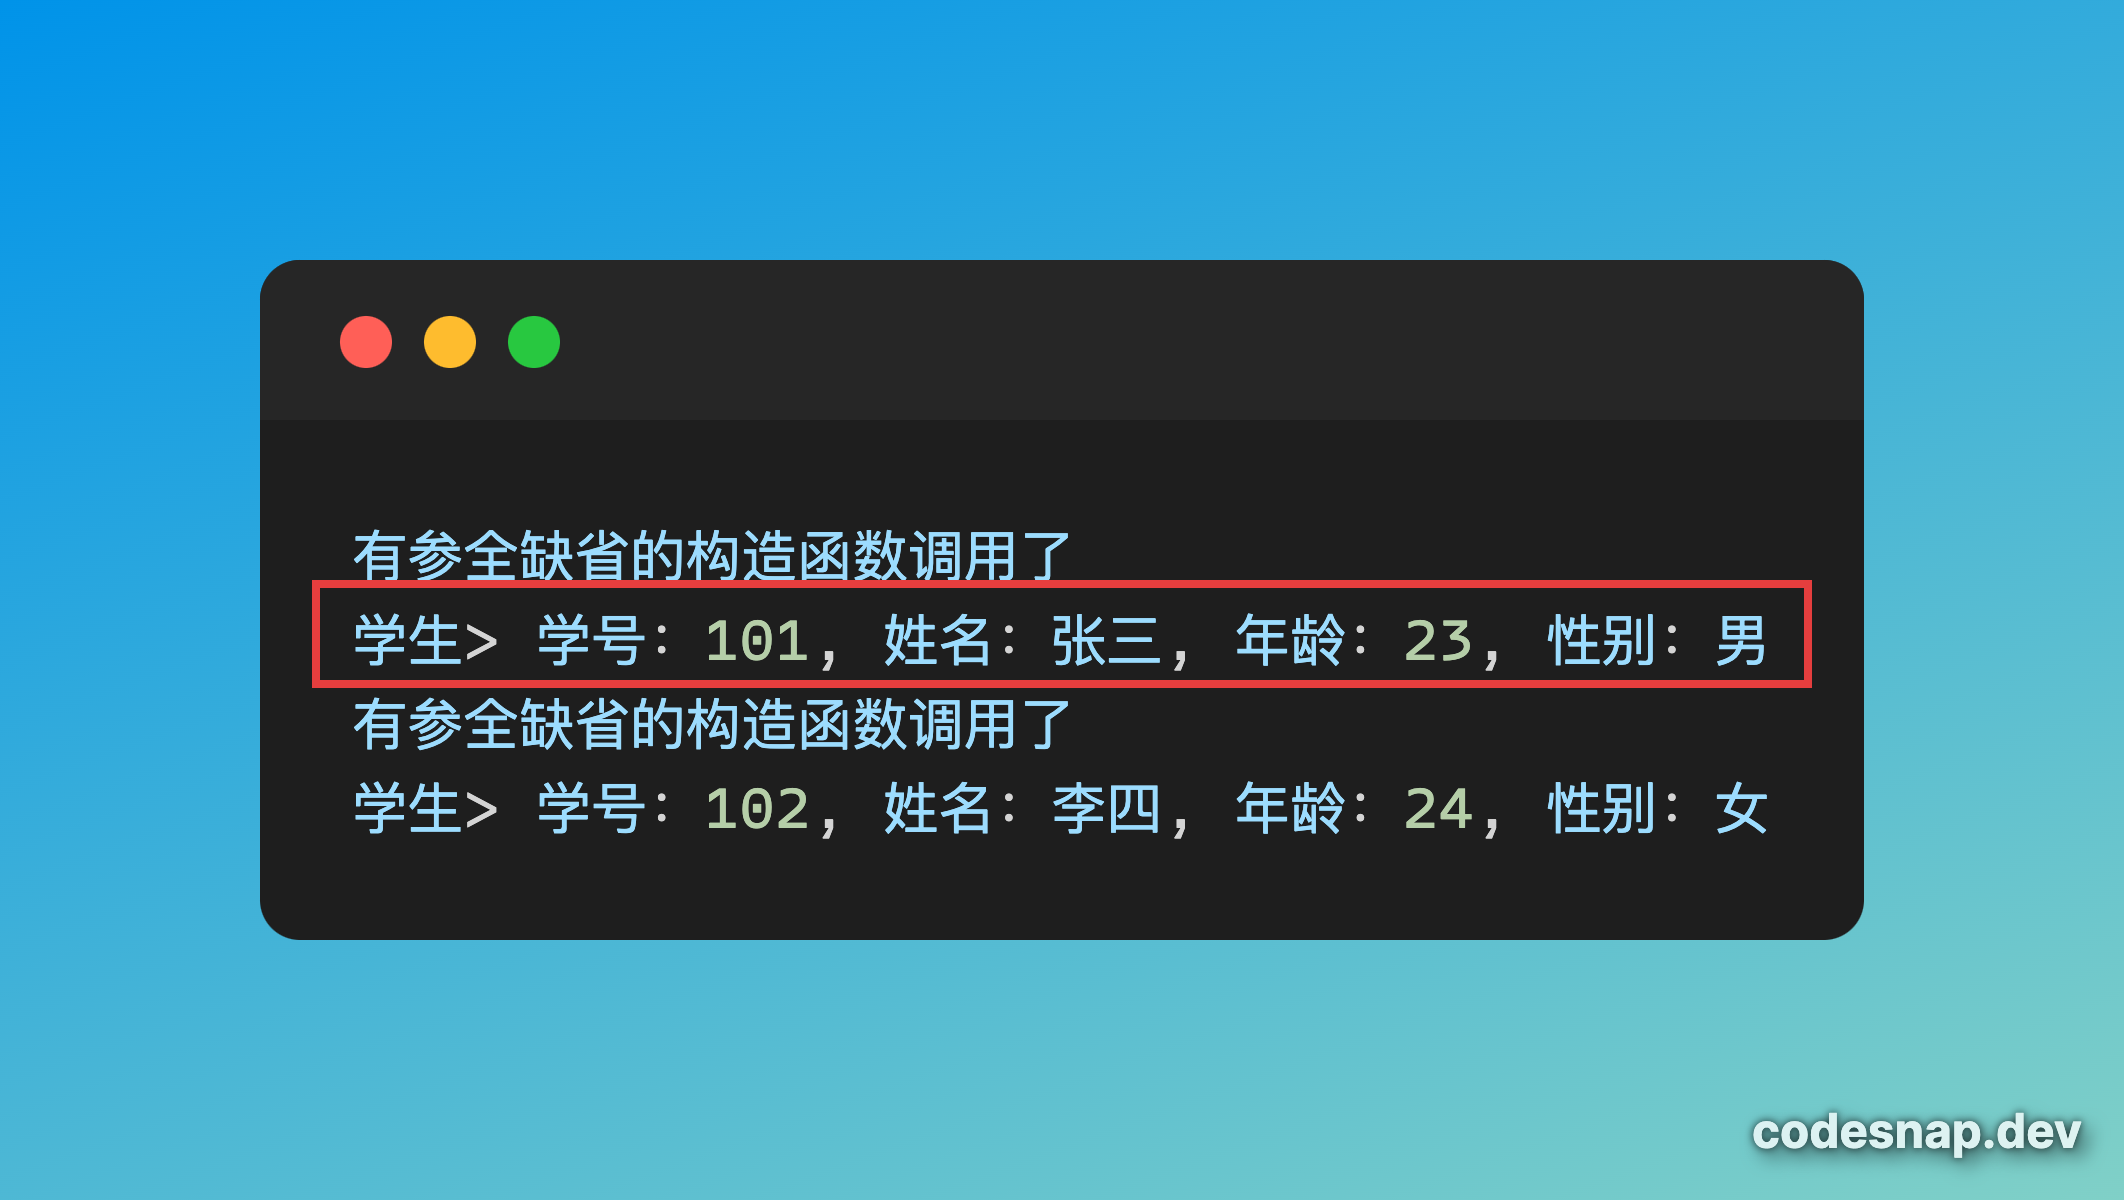 有参全缺省的构造函数调用了
学生> 学号：101, 姓名：张三, 年龄：23, 性别：男
有参全缺省的构造函数调用了
学生> 学号：102, 姓名：李四, 年龄：24, 性别：女
codesnap.dev